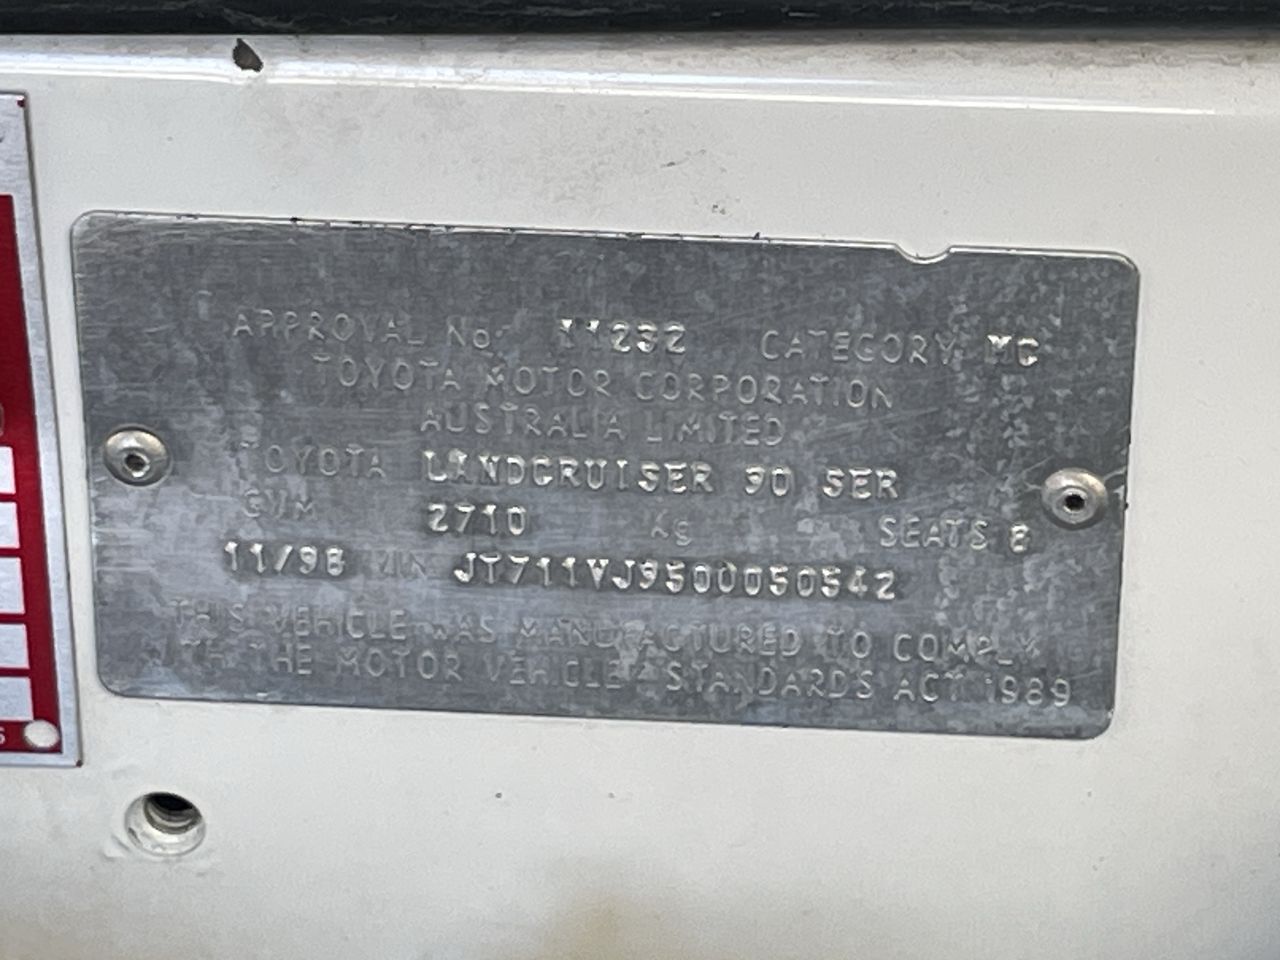 APPROVAL No. 11232 CATEGORY MC
TOYOTA MOTOR CORPORATION
AUSTRALIA LIMITED
TOYOTA LANDCRUISER 90 SER
GVM 2710 kg SEATS 8
11/98 VIN JT711VJ9500050542
THIS VEHICLE WAS MANUFACTURED TO COMPLY
WITH THE MOTOR VEHICLE STANDARDS ACT 1989